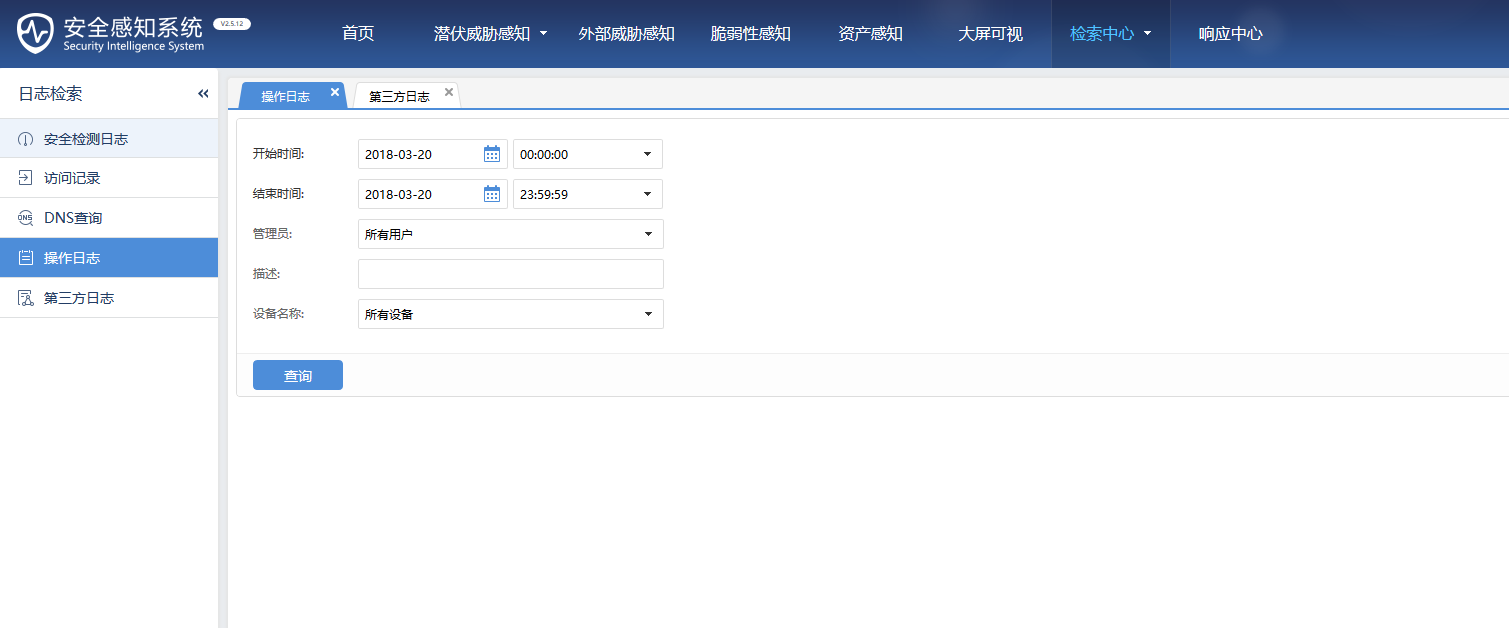 安全感知系统 V2.5.12
Security Intelligence System
首页 潜伏威胁感知 外部威胁感知 脆弱性感知 资产感知 大屏可视 检索中心 响应中心
日志检索 «
安全检测日志
访问记录
DNS查询
操作日志
第三方日志
操作日志 × 第三方日志 ×
开始时间: 2018-03-20 00:00:00
结束时间: 2018-03-20 23:59:59
管理员: 所有用户
描述:
设备名称: 所有设备
查询